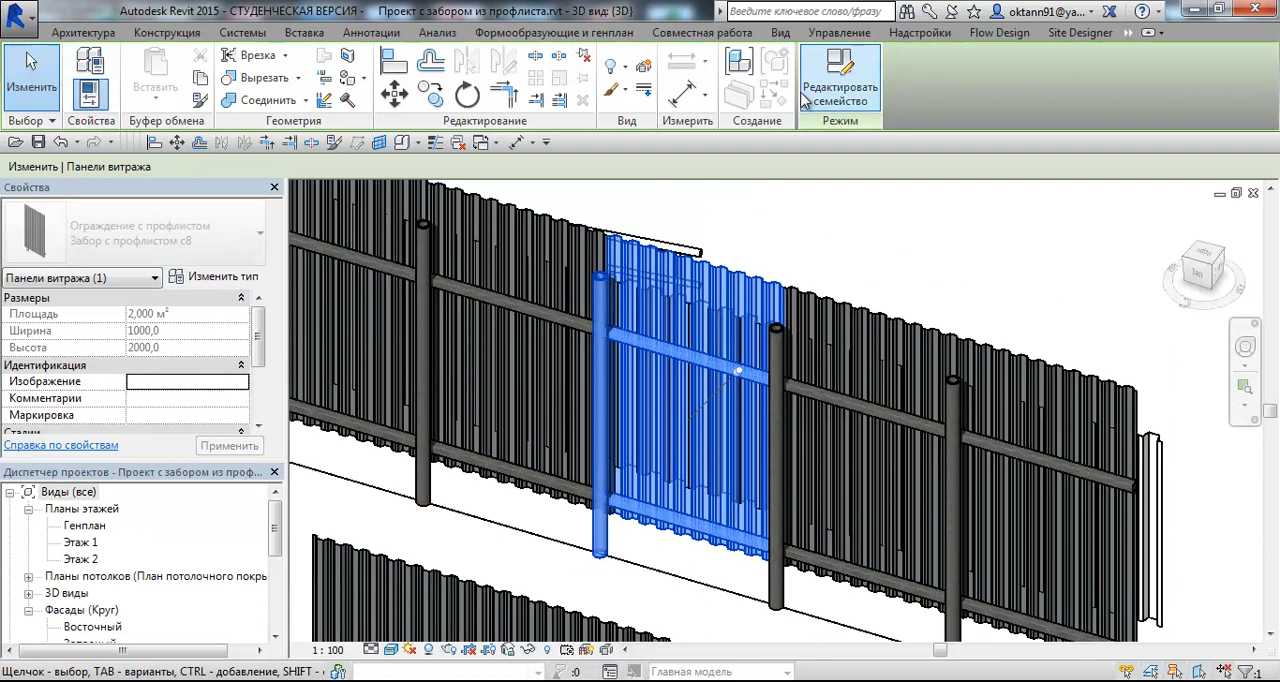 Autodesk Revit 2015 - СТУДЕНЧЕСКАЯ ВЕРСИЯ - Проект с забором из профлиста.rvt - 3D вид: {3D}
Введите ключевое слово/фразу
oktann91@ya...
Архитектура Конструкция Системы Вставка Аннотации Анализ Формообразующие и генплан Совместная работа Вид Управление Надстройки Flow Design Site Designer
Изменить
Вставить
Врезка
Вырезать
Соединить
Редактировать
семейство
Выбор Свойства Буфер обмена Геометрия Редактирование Вид Измерить Создание Режим
Изменить | Панели витража
Свойства
Ограждение с профлистом
Забор с профлистом с8
Панели витража (1) Изменить тип
Размеры
Площадь 2,000 м²
Ширина 1000,0
Высота 2000,0
Идентификация
Изображение
Комментарии
Маркировка
Стадии
Справка по свойствам Применить
Диспетчер проектов - Проект с забором из проф...
Виды (все)
Планы этажей
Генплан
Этаж 1
Этаж 2
Планы потолков (План потолочного покрь
3D виды
Фасады (Круг)
Восточный
1 : 100
Щелчок - выбор, TAB - варианты, CTRL - добавление, SHIFT -
:0
Главная модель
:1